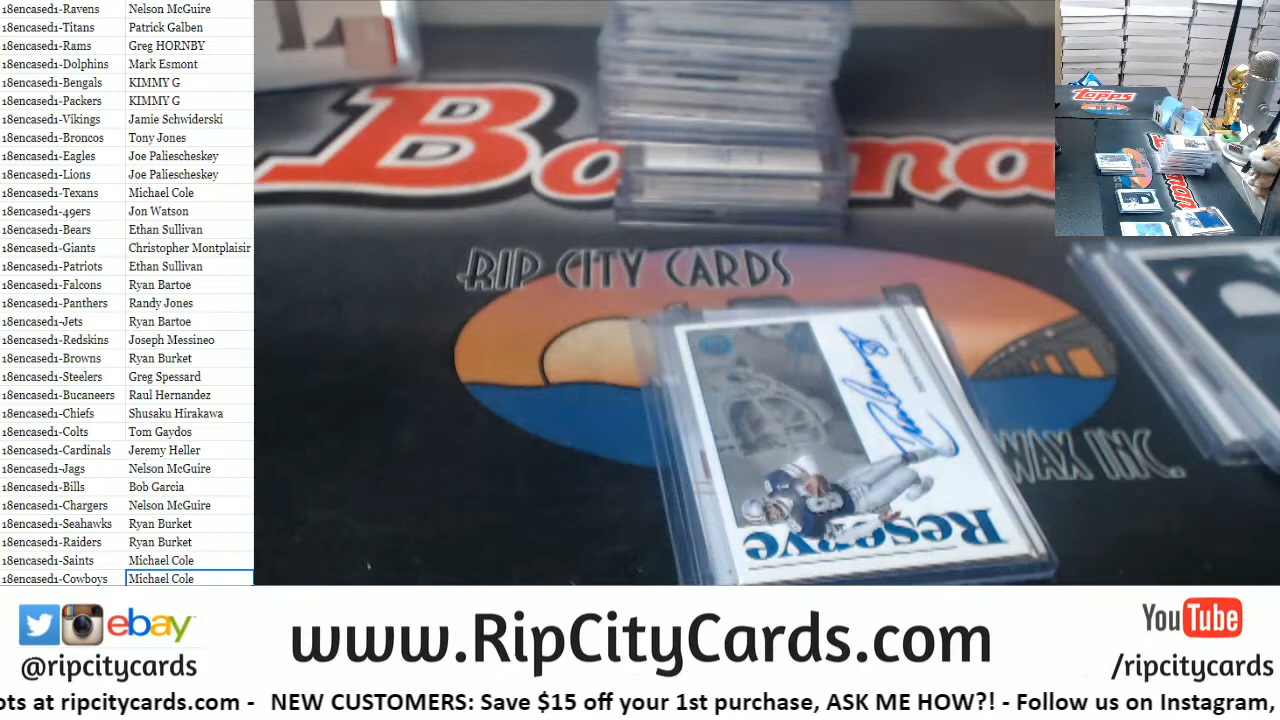 18encased1-Ravens Nelson McGuire
18encased1-Titans Patrick Galben
18encased1-Rams Greg HORNBY
18encased1-Dolphins Mark Esmont
18encased1-Bengals KIMMY G
18encased1-Packers KIMMY G
18encased1-Vikings Jamie Schwiderski
18encased1-Broncos Tony Jones
18encased1-Eagles Joe Paliescheskey
18encased1-Lions Joe Paliescheskey
18encased1-Texans Michael Cole
18encased1-49ers Jon Watson
18encased1-Bears Ethan Sullivan
18encased1-Giants Christopher Montplaisir
18encased1-Patriots Ethan Sullivan
18encased1-Falcons Ryan Bartoe
18encased1-Panthers Randy Jones
18encased1-Jets Ryan Bartoe
18encased1-Redskins Joseph Messineo
18encased1-Browns Ryan Burket
18encased1-Steelers Greg Spessard
18encased1-Bucaneers Raul Hernandez
18encased1-Chiefs Shusaku Hirakawa
18encased1-Colts Tom Gaydos
18encased1-Cardinals Jeremy Heller
18encased1-Jags Nelson McGuire
18encased1-Bills Bob Garcia
18encased1-Chargers Nelson McGuire
18encased1-Seahawks Ryan Burket
18encased1-Raiders Ryan Burket
18encased1-Saints Michael Cole
18encased1-Cowboys Michael Cole
Topps
Bo na
RIP CITY CARDS
WAX INC.
Reserve
ebay
@ripcitycards
www.RipCityCards.com
YouTube
/ripcitycards
ots at ripcitycards.com - NEW CUSTOMERS: Save $15 off your 1st purchase, ASK ME HOW?! - Follow us on Instagram,